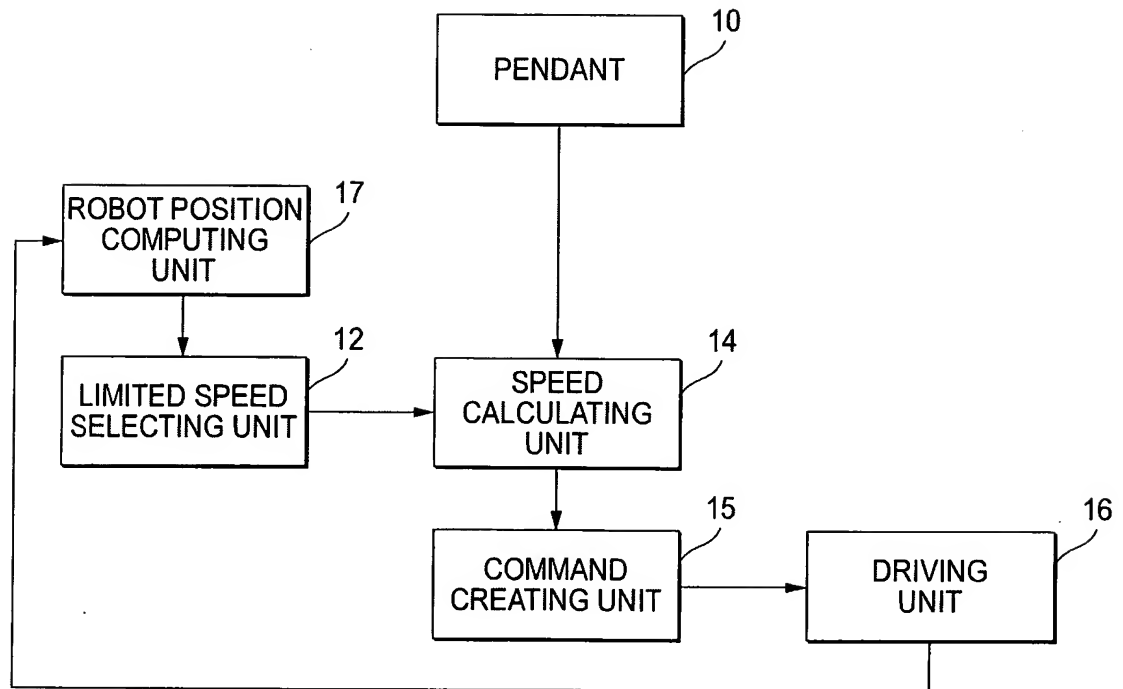 10
PENDANT
17
ROBOT POSITION
COMPUTING
UNIT
12
LIMITED SPEED
SELECTING UNIT
14
SPEED
CALCULATING
UNIT
15
COMMAND
CREATING UNIT
16
DRIVING
UNIT